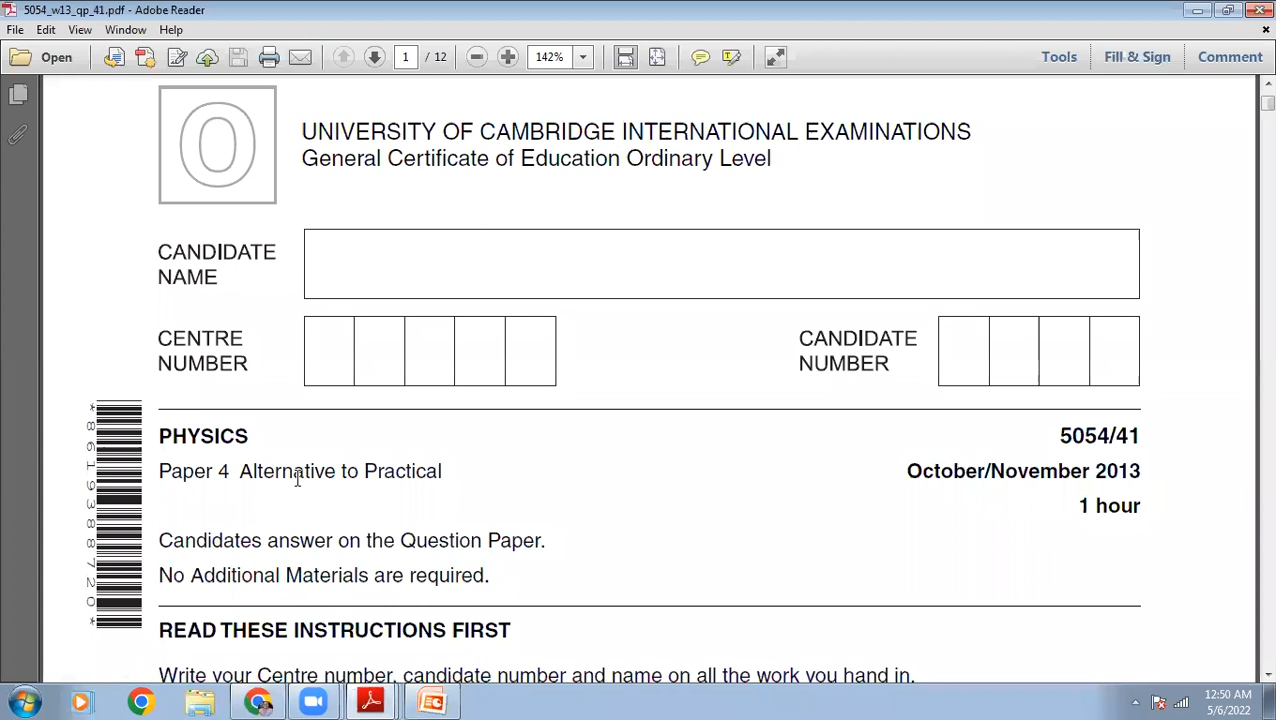 5054_w13_qp_41.pdf - Adobe Reader
File Edit View Window Help
Open 1 / 12 142% Tools Fill & Sign Comment
O
UNIVERSITY OF CAMBRIDGE INTERNATIONAL EXAMINATIONS
General Certificate of Education Ordinary Level
CANDIDATE
NAME
CENTRE
NUMBER
CANDIDATE
NUMBER
*8619388720*
PHYSICS 5054/41
Paper 4 Alternative to Practical October/November 2013
1 hour
Candidates answer on the Question Paper.
No Additional Materials are required.
READ THESE INSTRUCTIONS FIRST
Write your Centre number, candidate number and name on all the work you hand in.
12:50 AM
5/6/2022